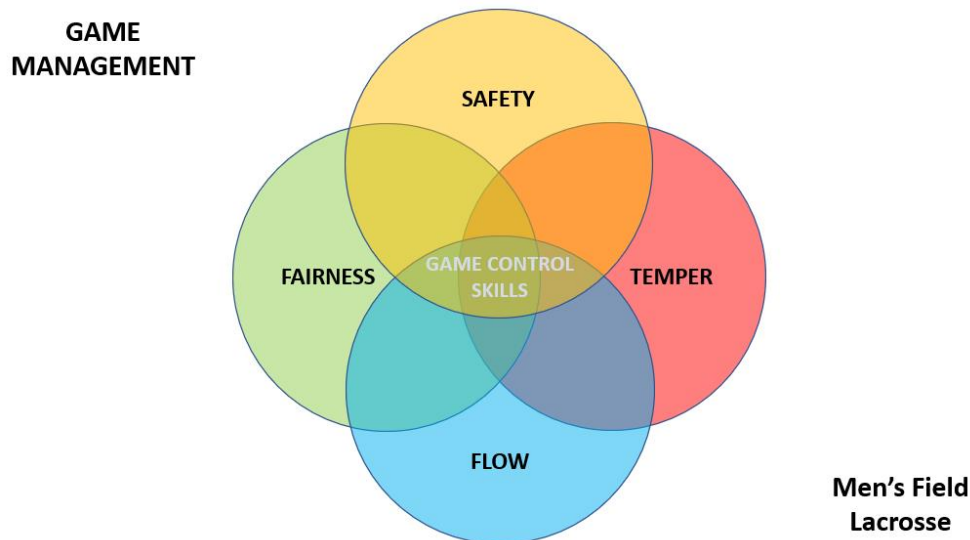 GAME
MANAGEMENT
SAFETY
FAIRNESS
GAME CONTROL
SKILLS
TEMPER
FLOW
Men's Field
Lacrosse